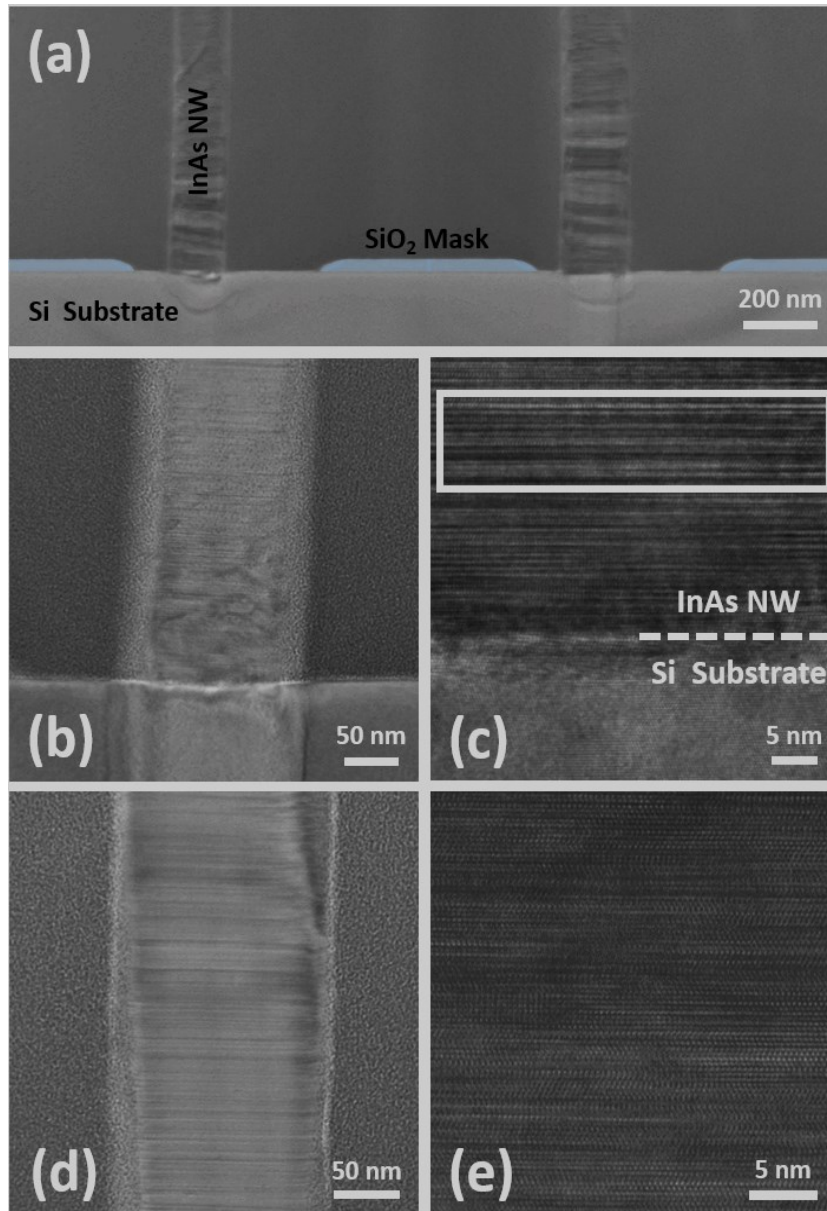 (a)
InAs NW
SiO₂ Mask
Si Substrate
200 nm
(b)
50 nm
InAs NW
Si Substrate
(c)
5 nm
(d)
50 nm
(e)
5 nm